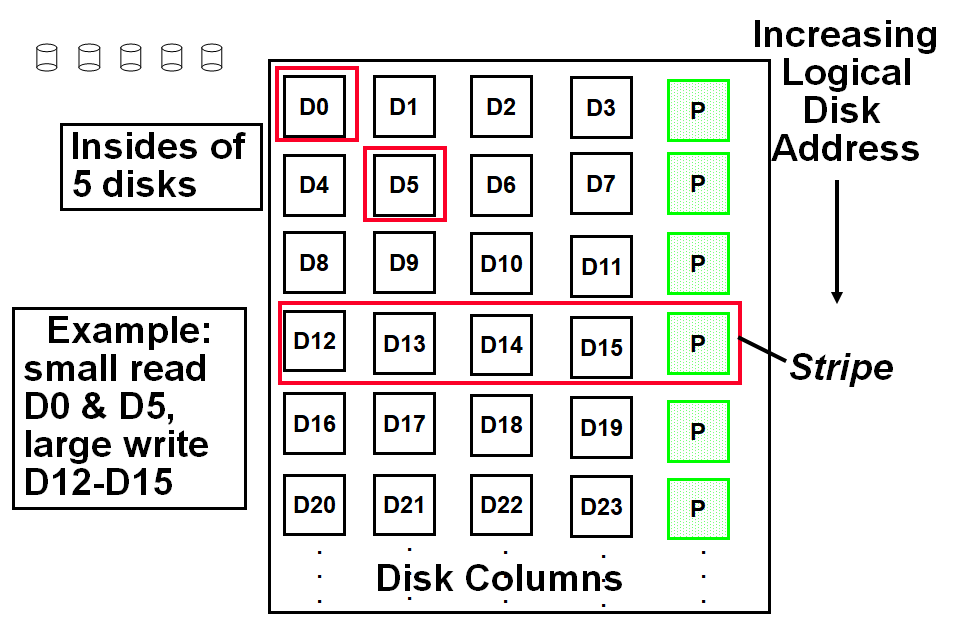 Increasing
Logical
Disk
Address
Insides of
5 disks
D0 D1 D2 D3 P
D4 D5 D6 D7 P
D8 D9 D10 D11 P
D12 D13 D14 D15 P
Stripe
Example:
small read
D0 & D5,
large write
D12-D15
D16 D17 D18 D19 P
D20 D21 D22 D23 P
Disk Columns